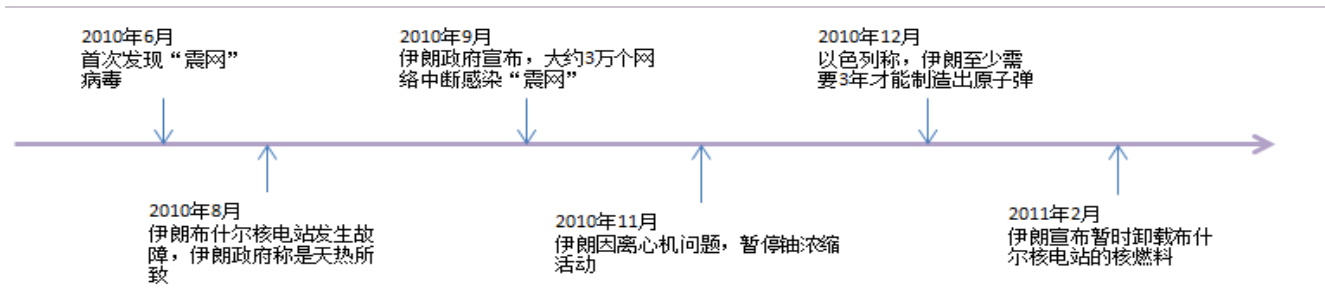 2010年6月
首次发现“震网”
病毒
2010年9月
伊朗政府宣布，大约3万个网
络中断感染“震网”
2010年12月
以色列称，伊朗至少需
要3年才能制造出原子弹
2010年8月
伊朗布什尔核电站发生故
障，伊朗政府称是天热所
致
2010年11月
伊朗因离心机问题，暂停铀浓缩
活动
2011年2月
伊朗宣布暂时卸载布什
尔核电站的核燃料